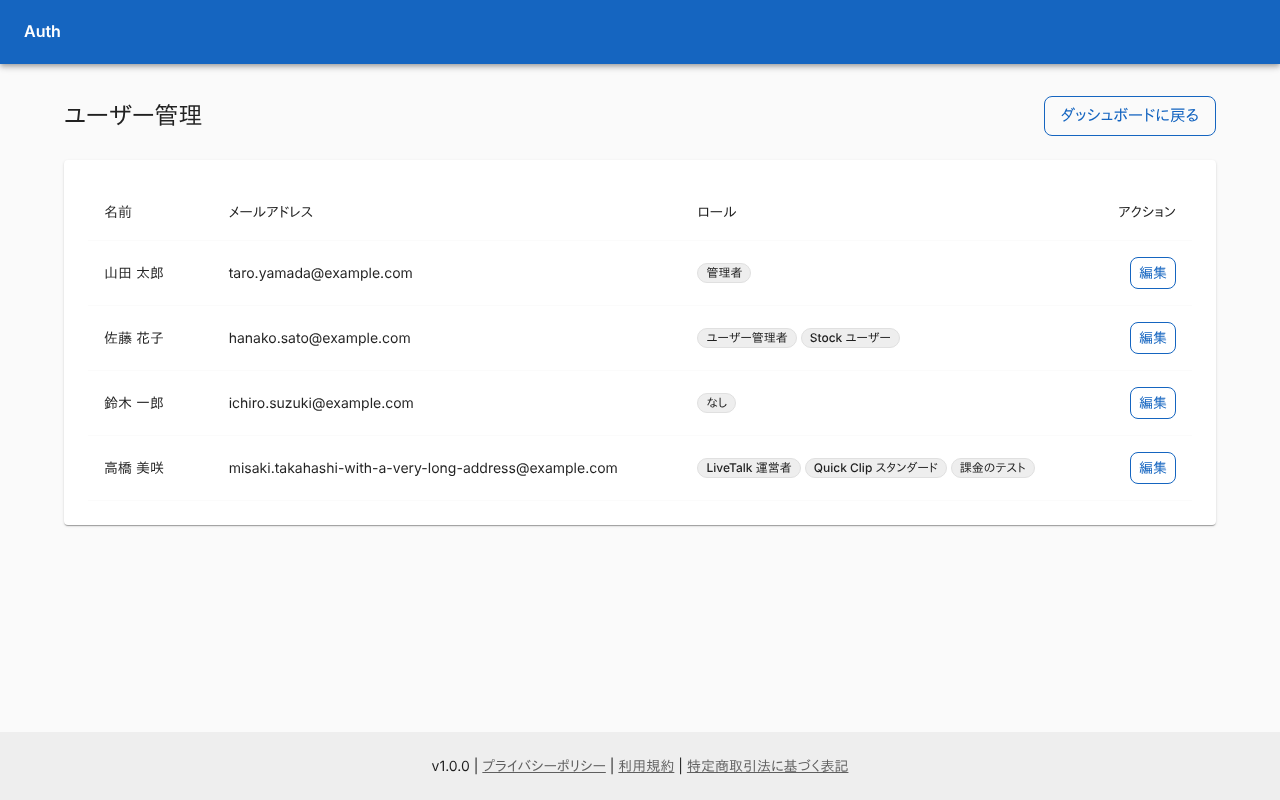 Auth
ユーザー管理
ダッシュボードに戻る
名前 メールアドレス ロール アクション
山田 太郎 taro.yamada@example.com 管理者 編集
佐藤 花子 hanako.sato@example.com ユーザー管理者 Stock ユーザー 編集
鈴木 一郎 ichiro.suzuki@example.com なし 編集
高橋 美咲 misaki.takahashi-with-a-very-long-address@example.com LiveTalk 運営者 Quick Clip スタンダード 課金のテスト 編集
v1.0.0 | プライバシーポリシー | 利用規約 | 特定商取引法に基づく表記